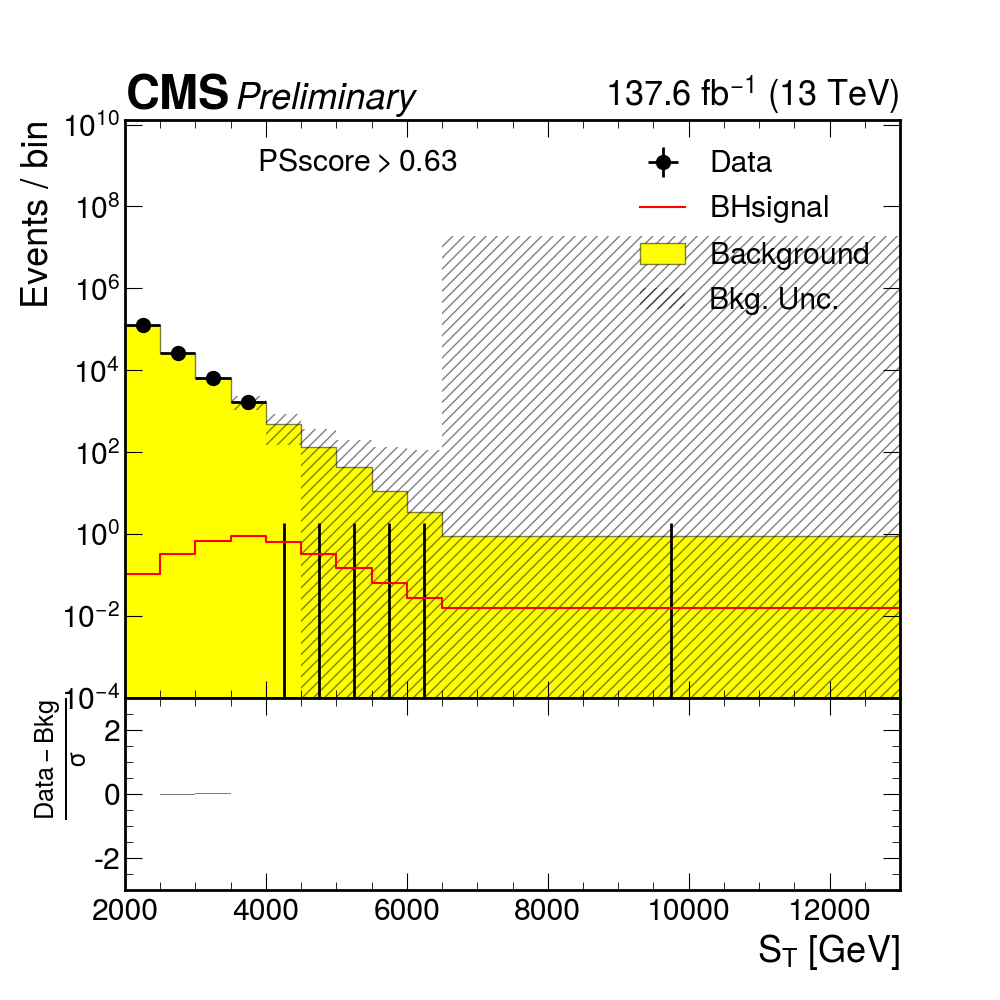 CMS Preliminary 137.6 fb⁻¹ (13 TeV)
Events / bin
10¹⁰
10⁸
10⁶
10⁴
10²
10⁰
10⁻²
10⁻⁴
PSscore > 0.63
Data
BHsignal
Background
Bkg. Unc.
Data − Bkg
σ
2
0
-2
2000 4000 6000 8000 10000 12000
S_T [GeV]